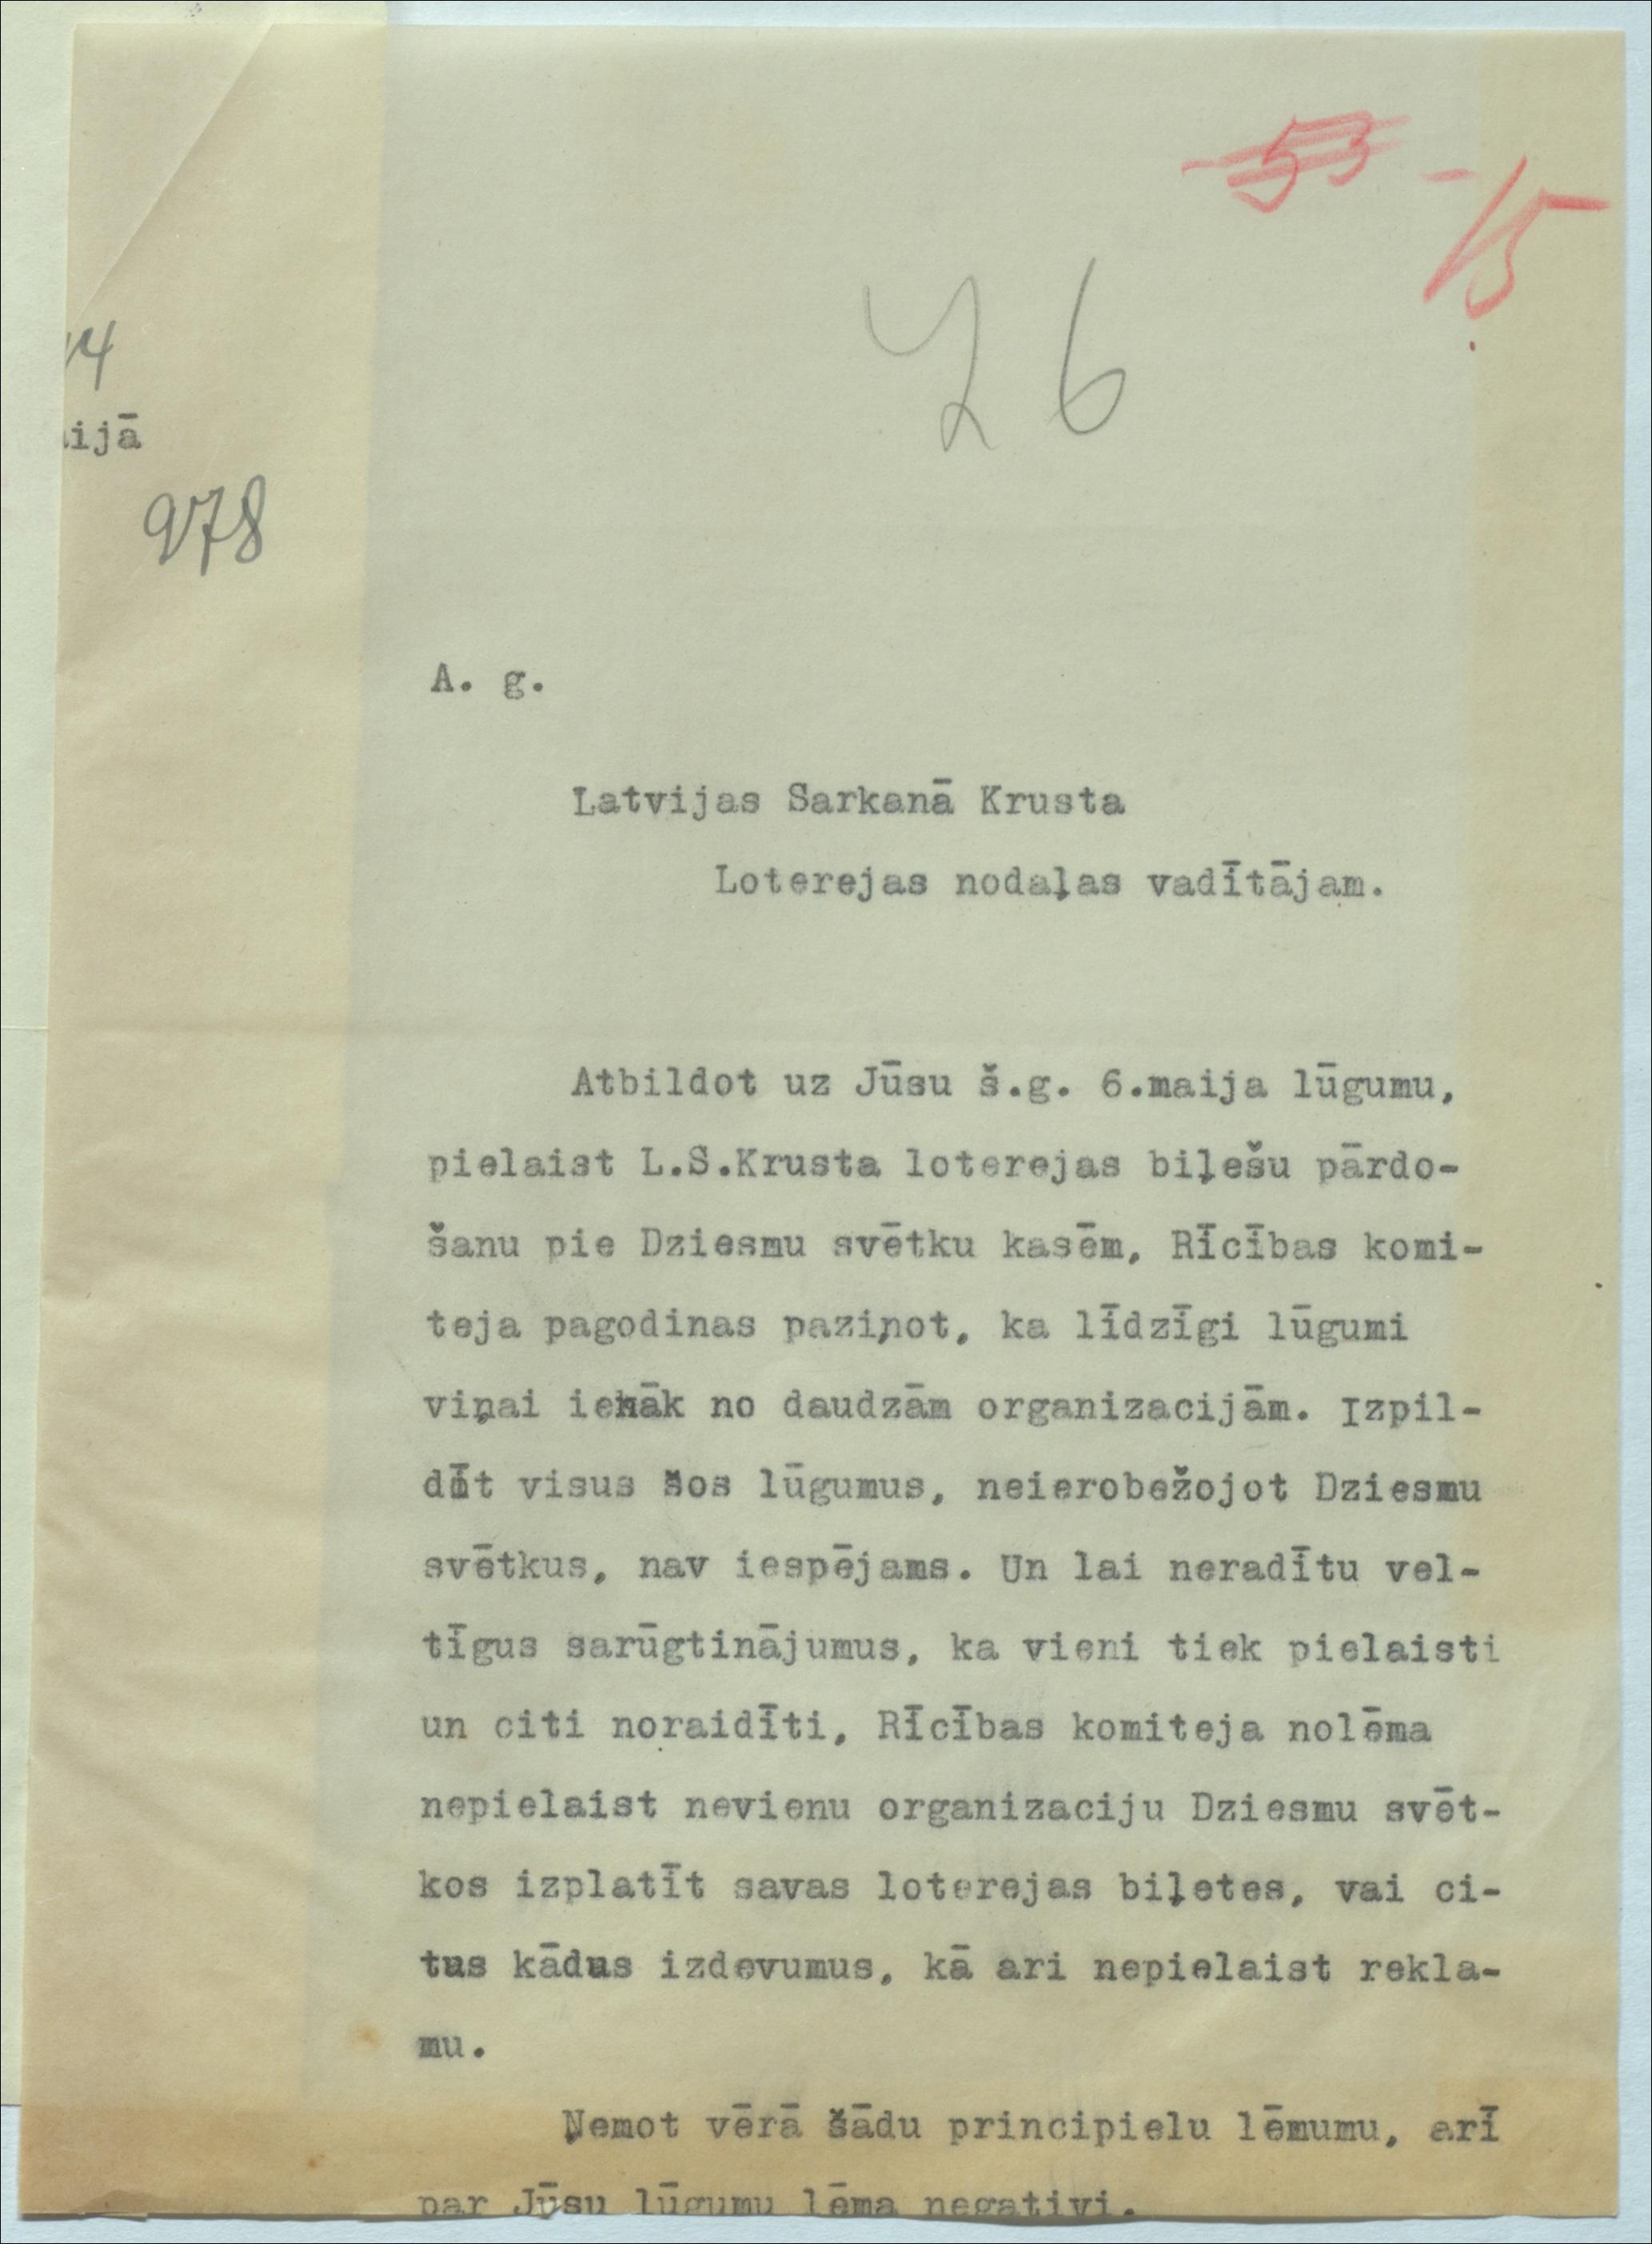 53 - 15
26
14
ijā
978
A. g.
Latvijas Sarkanā Krusta
Loterejas nodaļas vadītājam.
Atbildot uz Jūsu š.g. 6.maija lūgumu,
pielaist L.S.Krusta loterejas biļešu pārdo-
šanu pie Dziesmu svētku kasēm, Rīcības komi-
teja pagodinas paziņot, ka līdzīgi lūgumi
viņai ienāk no daudzām organizacijām. Izpil-
dīt visus šos lūgumus, neierobežojot Dziesmu
svētkus, nav iespējams. Un lai neradītu vel-
tīgus sarūgtinājumus, ka vieni tiek pielaisti
un citi noraidīti, Rīcības komiteja nolēma
nepielaist nevienu organizaciju Dziesmu svēt-
kos izplatīt savas loterejas biļetes, vai ci-
tus kādus izdevumus, kā ari nepielaist rekla-
mu.
Ņemot vērā šādu principielu lēmumu, arī
par Jūsu lūgumu lēma negativi.